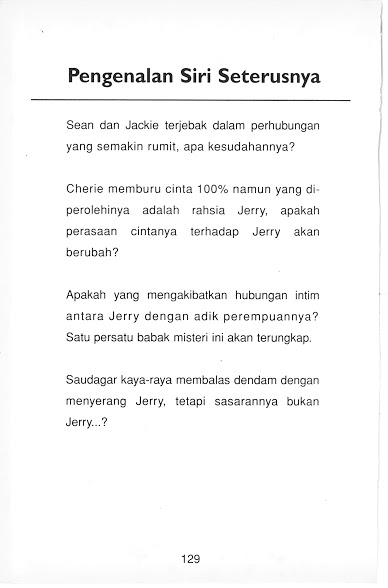 Pengenalan Siri Seterusnya
Sean dan Jackie terjebak dalam perhubungan
yang semakin rumit, apa kesudahannya?
Cherie memburu cinta 100% namun yang di-
perolehinya adalah rahsia Jerry, apakah
perasaan cintanya terhadap Jerry akan
berubah?
Apakah yang mengakibatkan hubungan intim
antara Jerry dengan adik perempuannya?
Satu persatu babak misteri ini akan terungkap.
Saudagar kaya-raya membalas dendam dengan
menyerang Jerry, tetapi sasarannya bukan
Jerry...?
129